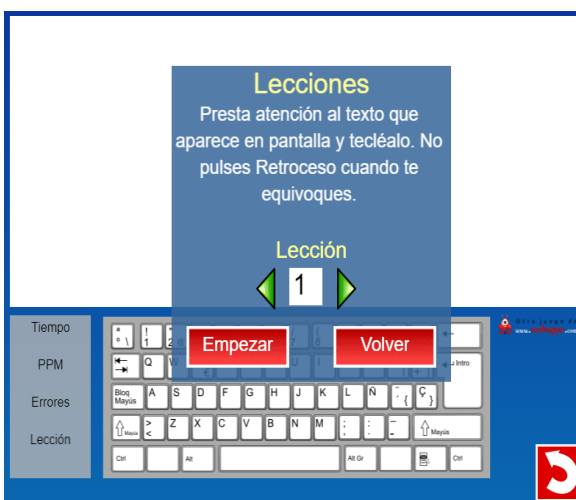 Lecciones
Presta atención al texto que
aparece en pantalla y tecléalo. No
pulses Retroceso cuando te
equivoques.
Lección
1
Empezar
Volver
Tiempo
PPM
Errores
Lección
Q
Intro
Bloq
Mayús
A S D F G H J K L Ñ Ç
Mayús
> < Z X C V B N M ; , : . - Mayús
Ctrl Alt Alt Gr Ctrl